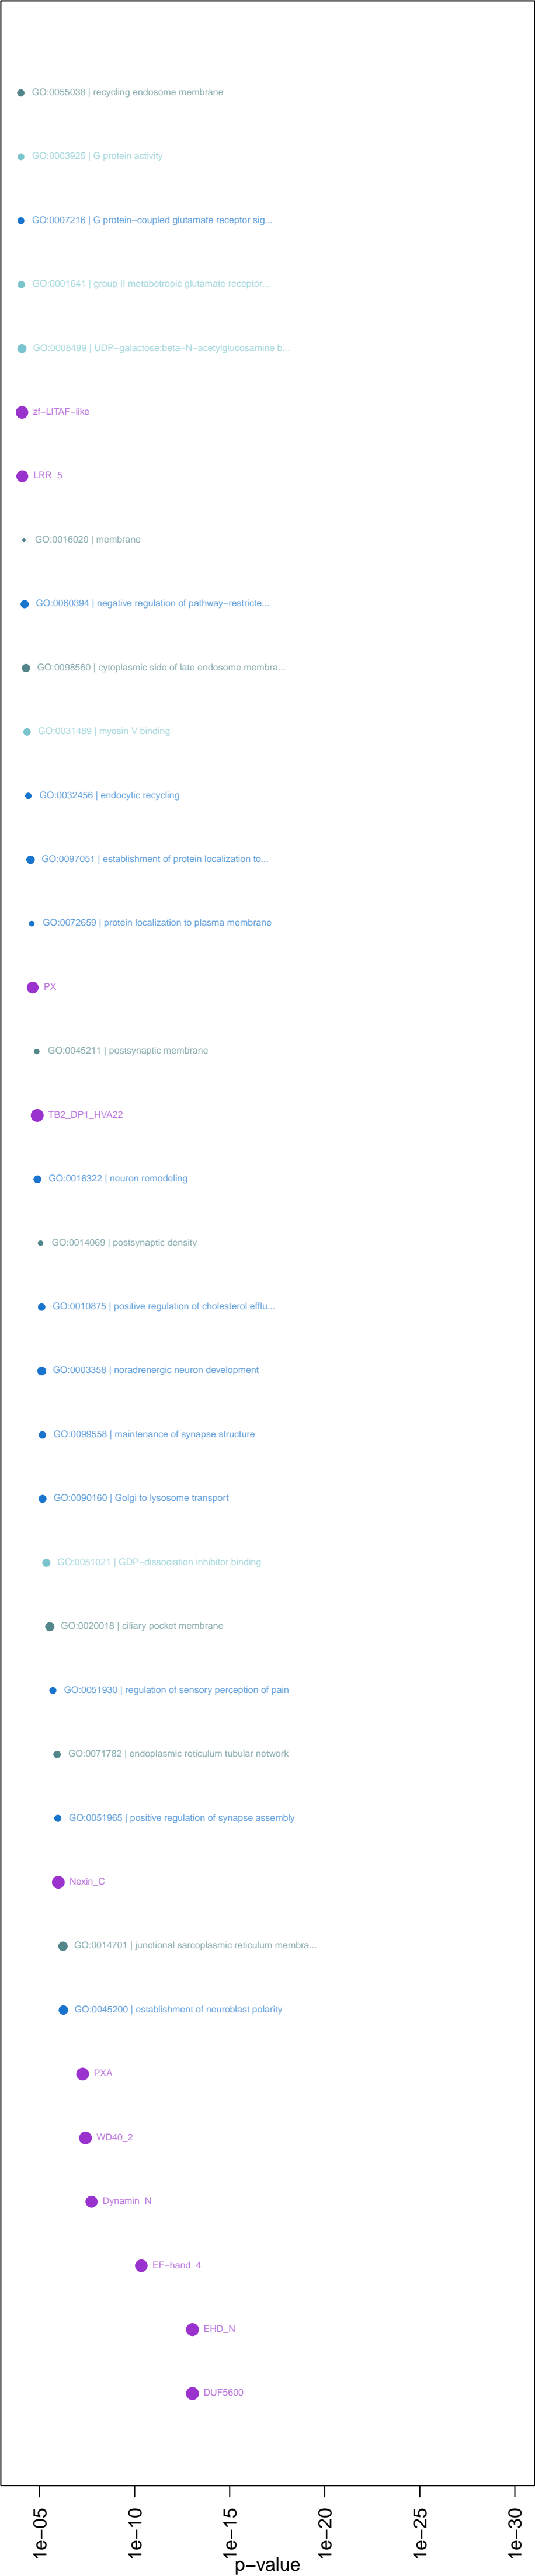 GO:0055038 | recycling endosome membrane
GO:0003925 | G protein activity
GO:0007216 | G protein−coupled glutamate receptor sig...
GO:0001641 | group II metabotropic glutamate receptor...
GO:0008499 | UDP−galactose:beta−N−acetylglucosamine b...
zf−LITAF−like
LRR_5
GO:0016020 | membrane
GO:0060394 | negative regulation of pathway−restricte...
GO:0098560 | cytoplasmic side of late endosome membra...
GO:0031489 | myosin V binding
GO:0032456 | endocytic recycling
GO:0097051 | establishment of protein localization to...
GO:0072659 | protein localization to plasma membrane
PX
GO:0045211 | postsynaptic membrane
TB2_DP1_HVA22
GO:0016322 | neuron remodeling
GO:0014069 | postsynaptic density
GO:0010875 | positive regulation of cholesterol efflu...
GO:0003358 | noradrenergic neuron development
GO:0099558 | maintenance of synapse structure
GO:0090160 | Golgi to lysosome transport
GO:0051021 | GDP−dissociation inhibitor binding
GO:0020018 | ciliary pocket membrane
GO:0051930 | regulation of sensory perception of pain
GO:0071782 | endoplasmic reticulum tubular network
GO:0051965 | positive regulation of synapse assembly
Nexin_C
GO:0014701 | junctional sarcoplasmic reticulum membra...
GO:0045200 | establishment of neuroblast polarity
PXA
WD40_2
Dynamin_N
EF−hand_4
EHD_N
DUF5600
1e−05
1e−10
1e−15
1e−20
1e−25
1e−30
p−value